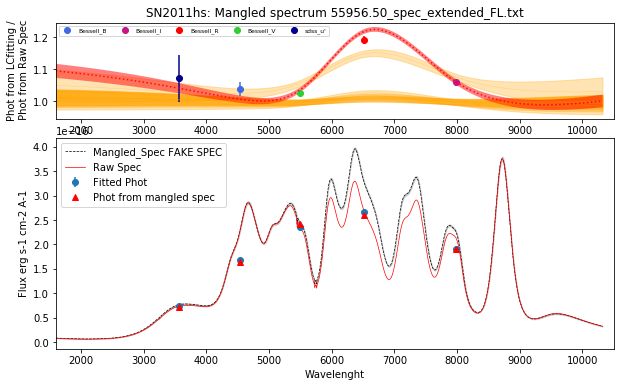 SN2011hs: Mangled spectrum 55956.50_spec_extended_FL.txt
Phot from LCfitting /
Phot from Raw Spec
Bessell_B Bessell_I Bessell_R Bessell_V sdss_u'
1.2
1.1
1.0
2000 3000 4000 5000 6000 7000 8000 9000 10000
Mangled_Spec FAKE SPEC
Raw Spec
Fitted Phot
Phot from mangled spec
Flux erg s-1 cm-2 A-1
4.0
3.5
3.0
2.5
2.0
1.5
1.0
0.5
0.0
2000 3000 4000 5000 6000 7000 8000 9000 10000
Wavelenght